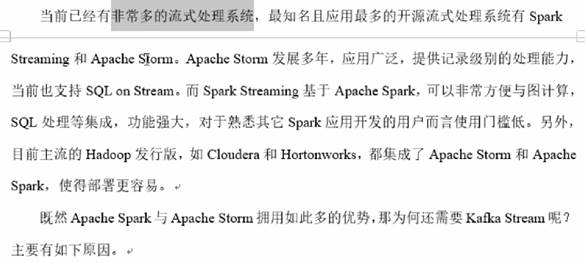 当前已经有非常多的流式处理系统，最知名且应用最多的开源流式处理系统有 Spark
Streaming 和 Apache Storm。Apache Storm 发展多年，应用广泛，提供记录级别的处理能力，
当前也支持 SQL on Stream。而 Spark Streaming 基于 Apache Spark，可以非常方便与图计算，
SQL 处理等集成，功能强大，对于熟悉其它 Spark 应用开发的用户而言使用门槛低。另外，
目前主流的 Hadoop 发行版，如 Cloudera 和 Hortonworks，都集成了 Apache Storm 和 Apache
Spark，使得部署更容易。
既然 Apache Spark 与 Apache Storm 拥用如此多的优势，那为何还需要 Kafka Stream 呢？
主要有如下原因。